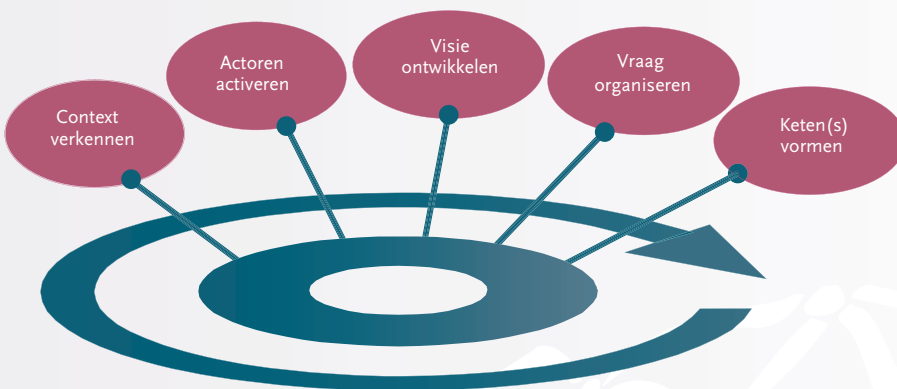 Context
verkennen
Actoren
activeren
Visie
ontwikkelen
Vraag
organiseren
Keten(s)
vormen